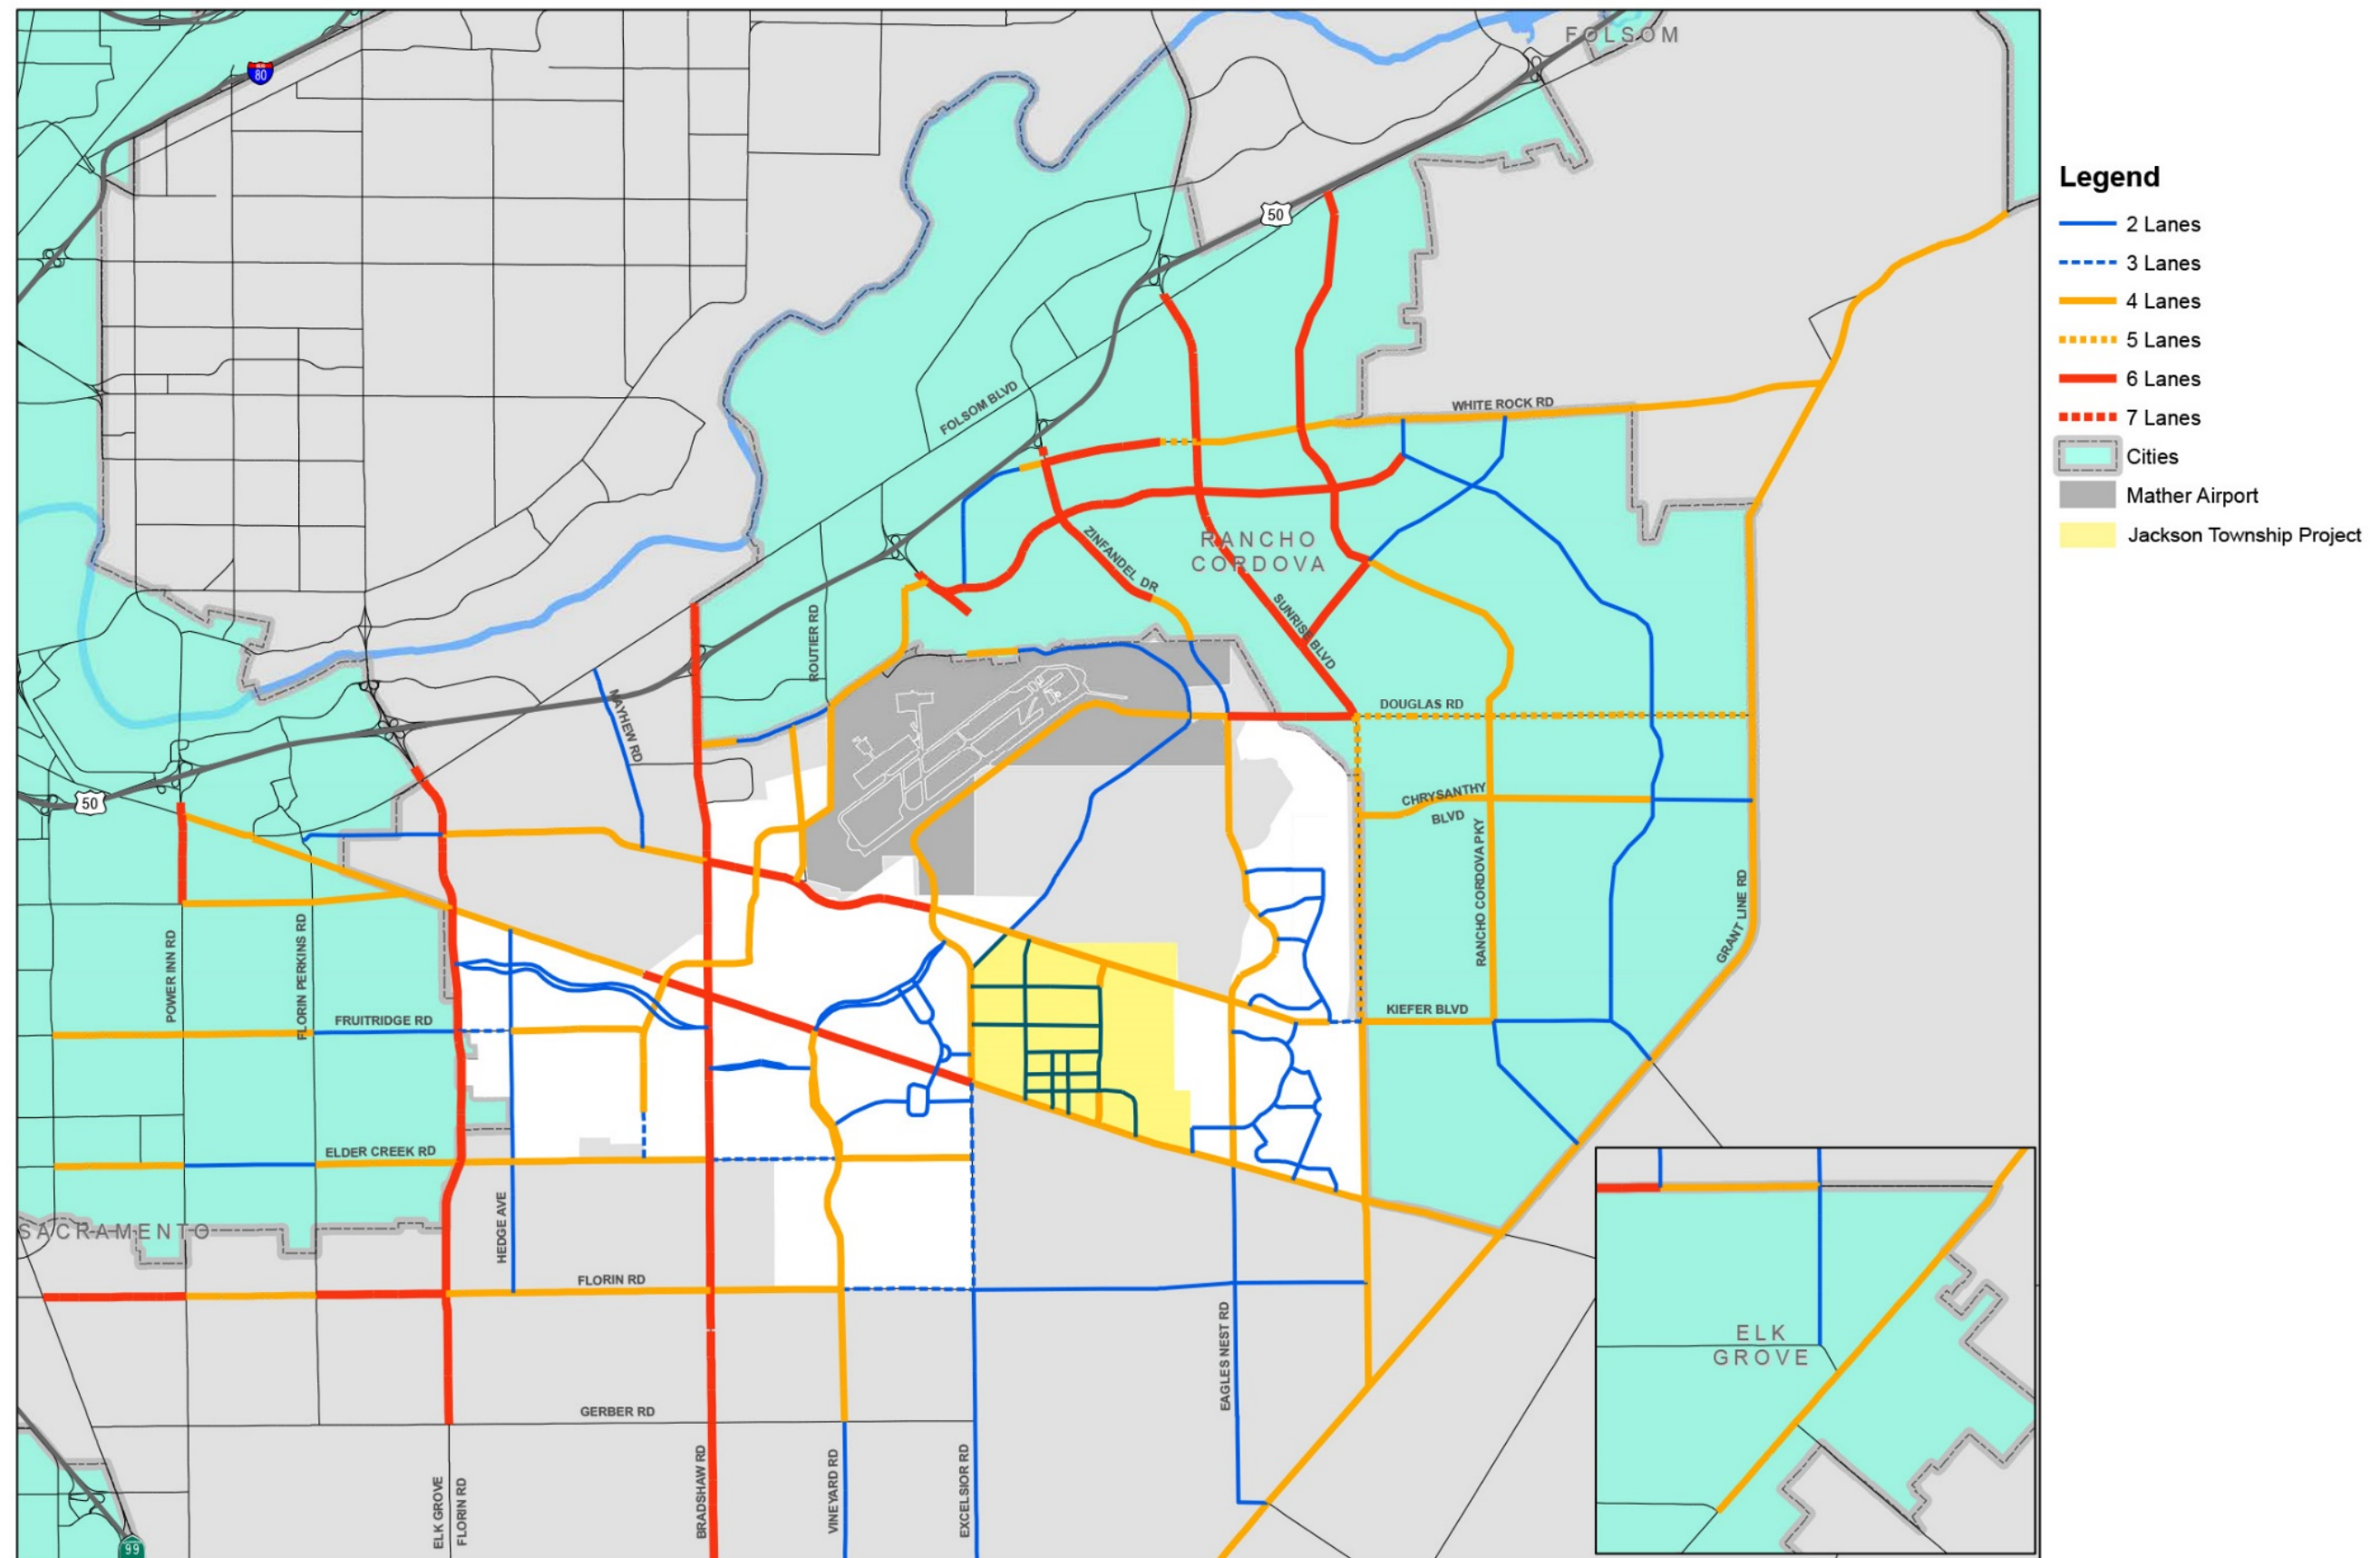 FOLSOM
80
50
FOLSOM BLVD
WHITE ROCK RD
RANCHO
CORDOVA
ZINFANDEL DR
SUNRISE BLVD
ROUTIER RD
MAYHEW RD
DOUGLAS RD
50
CHRYSANTHY
BLVD
RANCHO CORDOVA PKY
GRANT LINE RD
POWER INN RD
FLORIN PERKINS RD
FRUITRIDGE RD
KIEFER BLVD
ELDER CREEK RD
HEDGE AVE
SACRAMENTO
FLORIN RD
EAGLES NEST RD
GERBER RD
ELK GROVE
FLORIN RD
BRADSHAW RD
VINEYARD RD
EXCELSIOR RD
99
ELK
GROVE
Legend
2 Lanes
3 Lanes
4 Lanes
5 Lanes
6 Lanes
7 Lanes
Cities
Mather Airport
Jackson Township Project